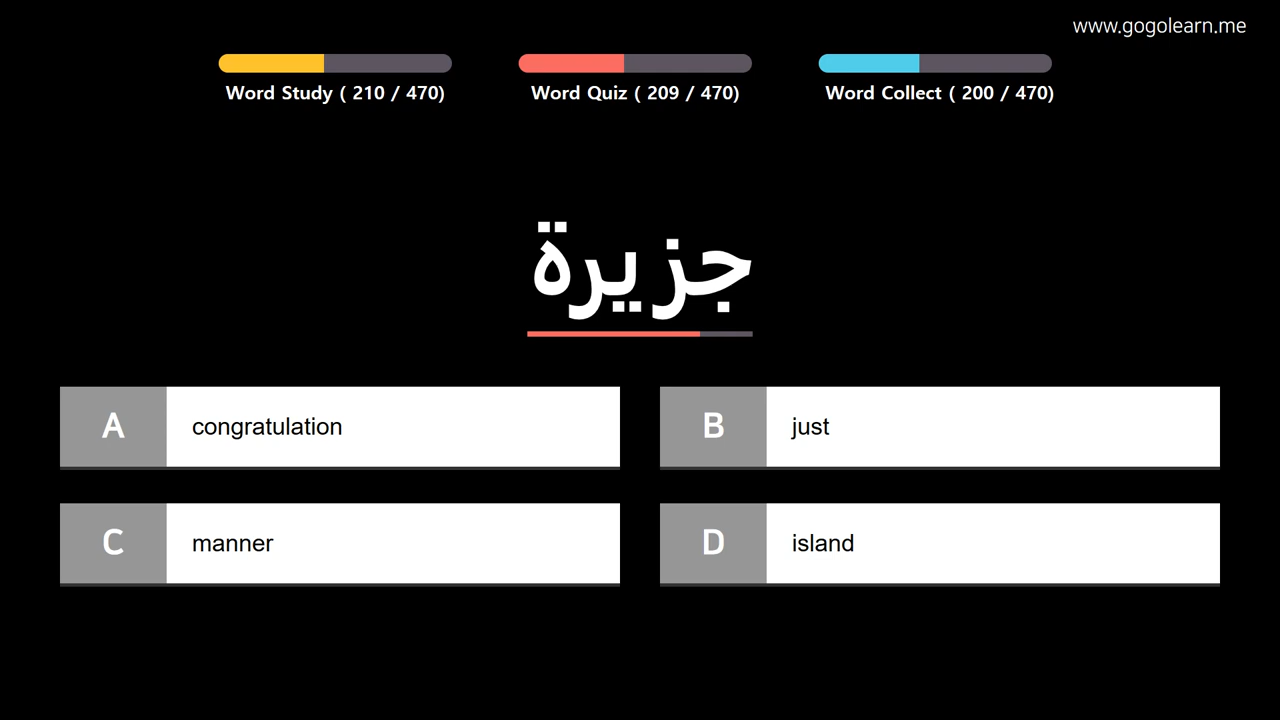 www.gogolearn.me
Word Study ( 210 / 470)
Word Quiz ( 209 / 470)
Word Collect ( 200 / 470)
جزيرة
A congratulation
B just
C manner
D island